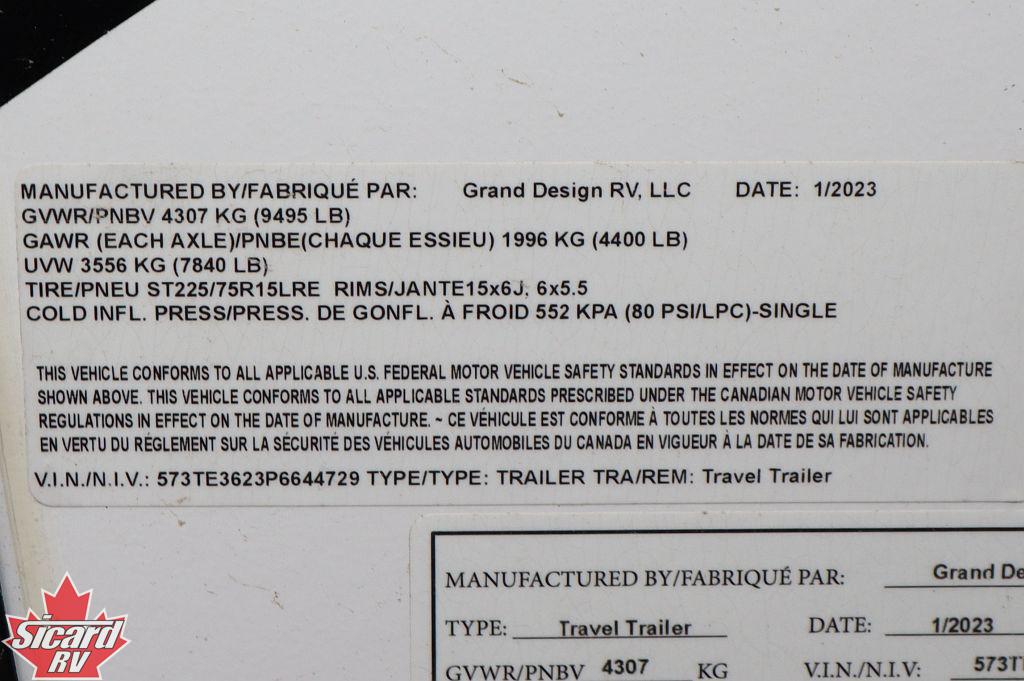 MANUFACTURED BY/FABRIQUÉ PAR: Grand Design RV, LLC DATE: 1/2023
GVWR/PNBV 4307 KG (9495 LB)
GAWR (EACH AXLE)/PNBE(CHAQUE ESSIEU) 1996 KG (4400 LB)
UVW 3556 KG (7840 LB)
TIRE/PNEU ST225/75R15LRE RIMS/JANTE15x6J, 6x5.5
COLD INFL. PRESS/PRESS. DE GONFL. À FROID 552 KPA (80 PSI/LPC)-SINGLE
THIS VEHICLE CONFORMS TO ALL APPLICABLE U.S. FEDERAL MOTOR VEHICLE SAFETY STANDARDS IN EFFECT ON THE DATE OF MANUFACTURE
SHOWN ABOVE. THIS VEHICLE CONFORMS TO ALL APPLICABLE STANDARDS PRESCRIBED UNDER THE CANADIAN MOTOR VEHICLE SAFETY
REGULATIONS IN EFFECT ON THE DATE OF MANUFACTURE. ~ CE VÉHICULE EST CONFORME À TOUTES LES NORMES QUI LUI SONT APPLICABLES
EN VERTU DU RÉGLEMENT SUR LA SÉCURITÉ DES VÉHICULES AUTOMOBILES DU CANADA EN VIGUEUR À LA DATE DE SA FABRICATION.
V.I.N./N.I.V.: 573TE3623P6644729 TYPE/TYPE: TRAILER TRA/REM: Travel Trailer
MANUFACTURED BY/FABRIQUÉ PAR: Grand De
TYPE: Travel Trailer DATE: 1/2023
GVWR/PNBV 4307 KG V.I.N./N.I.V: 573T
Sicard
RV